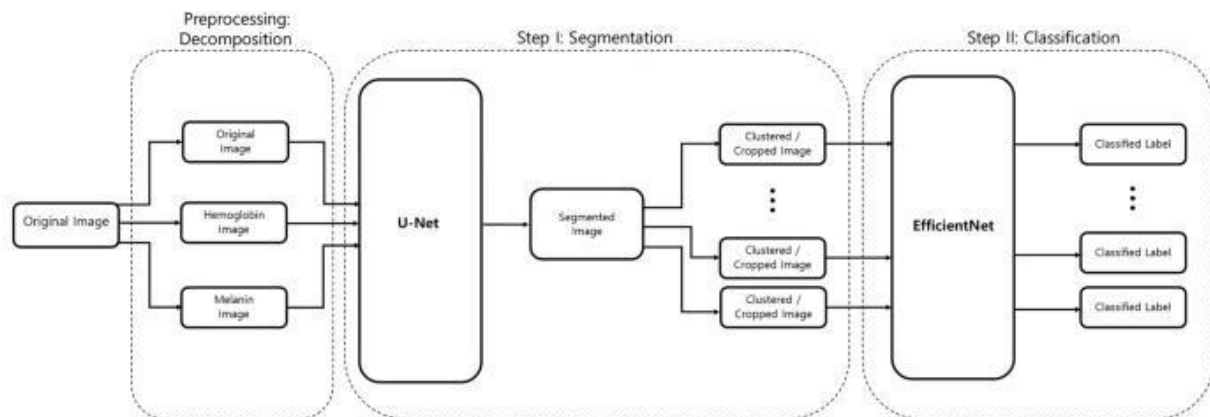 Preprocessing:
Decomposition
Step I: Segmentation
Step II: Classification
Original Image
Original
Image
Hemoglobin
Image
Melanin
Image
U-Net
Segmented
Image
Clustered /
Cropped Image
Clustered /
Cropped Image
Clustered /
Cropped Image
EfficientNet
Classified Label
Classified Label
Classified Label